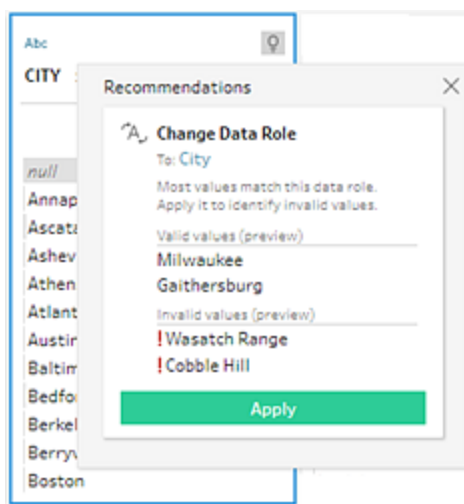 Abc
CITY
Recommendations
Change Data Role
To: City
Most values match this data role.
Apply it to identify invalid values.
Valid values (preview)
Milwaukee
Gaithersburg
Invalid values (preview)
! Wasatch Range
! Cobble Hill
Apply
null
Annap
Ascata
Ashev
Athen
Atlant
Austin
Baltim
Bedfo
Berkel
Berryv
Boston